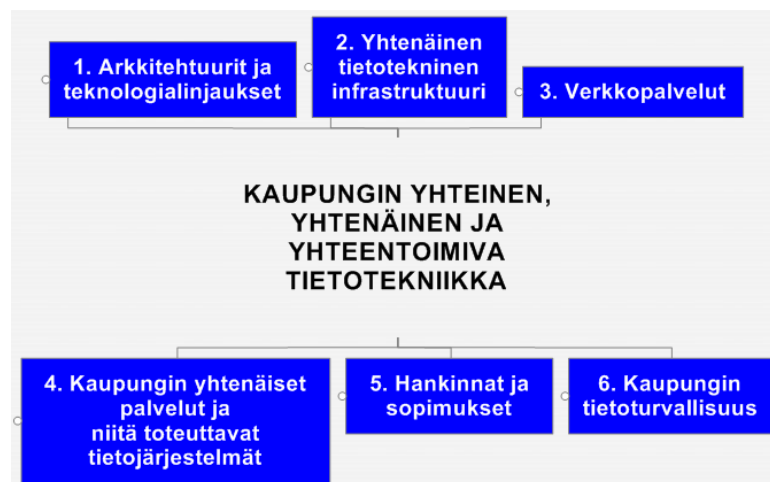 1. Arkkitehtuurit ja
teknologialinjaukset
2. Yhtenäinen
tietotekninen
infrastruktuuri
3. Verkkopalvelut
KAUPUNGIN YHTEINEN,
YHTENÄINEN JA
YHTEENTOIMIVA
TIETOTEKNIIKKA
4. Kaupungin yhtenäiset
palvelut ja
niitä toteuttavat
tietojärjestelmät
5. Hankinnat ja
sopimukset
6. Kaupungin
tietoturvallisuus